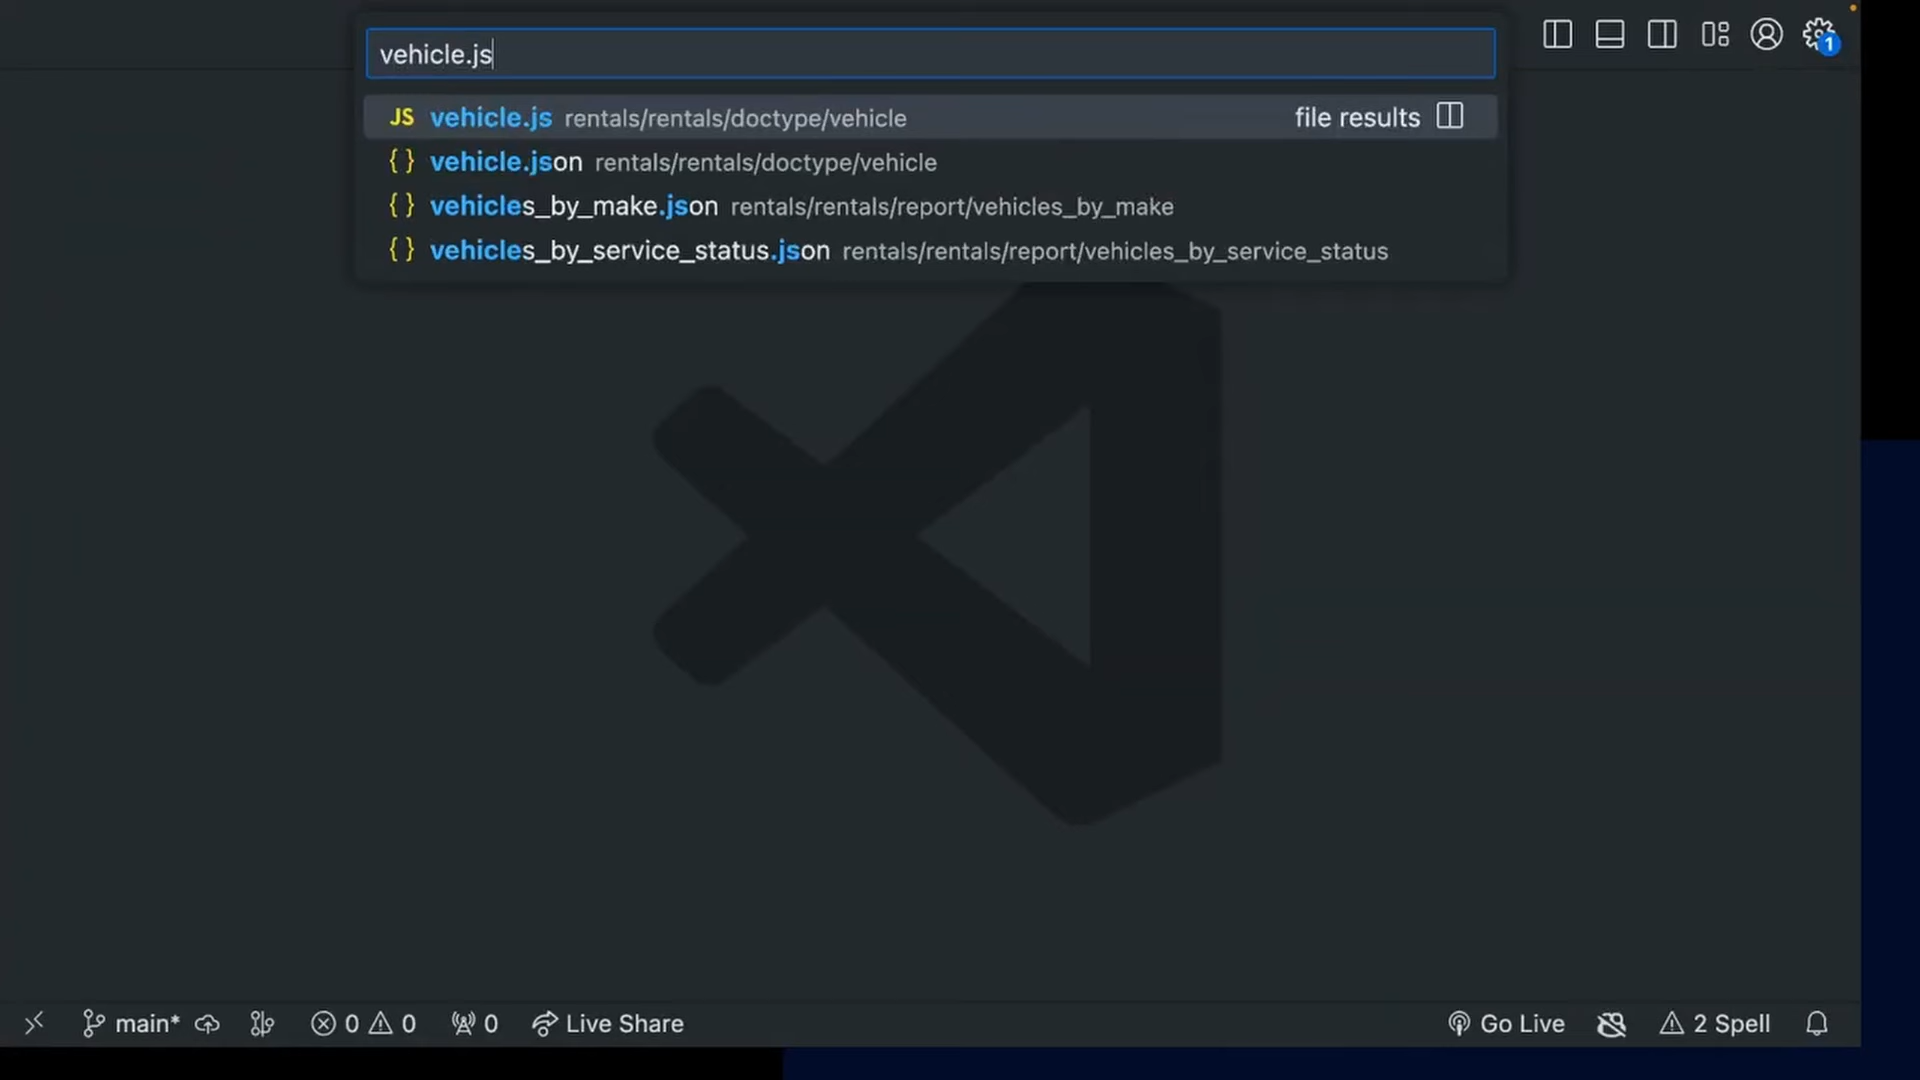 vehicle.js
1
JS vehicle.js rentals/rentals/doctype/vehicle file results
{ } vehicle.json rentals/rentals/doctype/vehicle
{ } vehicles_by_make.json rentals/rentals/report/vehicles_by_make
{ } vehicles_by_service_status.json rentals/rentals/report/vehicles_by_service_status
main* 0 0 0 Live Share Go Live 2 Spell